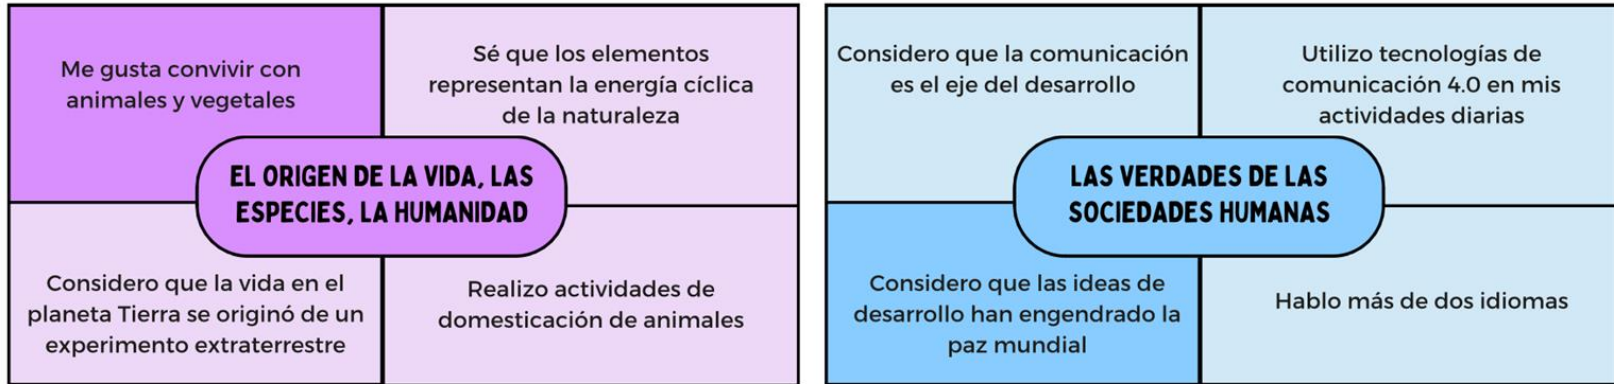 Me gusta convivir con
animales y vegetales
Sé que los elementos
representan la energía cíclica
de la naturaleza
EL ORIGEN DE LA VIDA, LAS
ESPECIES, LA HUMANIDAD
Considero que la vida en el
planeta Tierra se originó de un
experimento extraterrestre
Realizo actividades de
domesticación de animales
Considero que la comunicación
es el eje del desarrollo
Utilizo tecnologías de
comunicación 4.0 en mis
actividades diarias
LAS VERDADES DE LAS
SOCIEDADES HUMANAS
Considero que las ideas de
desarrollo han engendrado la
paz mundial
Hablo más de dos idiomas